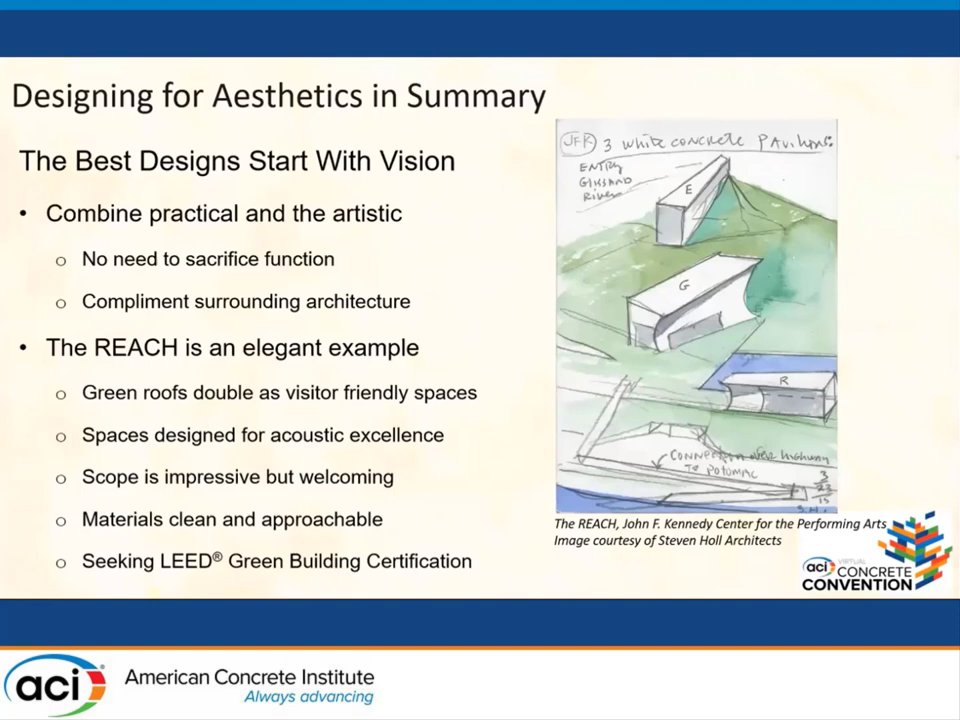 Designing for Aesthetics in Summary
The Best Designs Start With Vision
• Combine practical and the artistic
o No need to sacrifice function
o Compliment surrounding architecture
• The REACH is an elegant example
o Green roofs double as visitor friendly spaces
o Spaces designed for acoustic excellence
o Scope is impressive but welcoming
o Materials clean and approachable
o Seeking LEED® Green Building Certification
JFK 3 white concrete PAvilions:
ENTRY
GlissAND
River
E
G
R
Connection over highway
To Potomac
3
23
15
S.H.
The REACH, John F. Kennedy Center for the Performing Arts
Image courtesy of Steven Holl Architects
aci VIRTUAL
CONCRETE
CONVENTION
aci
American Concrete Institute
Always advancing